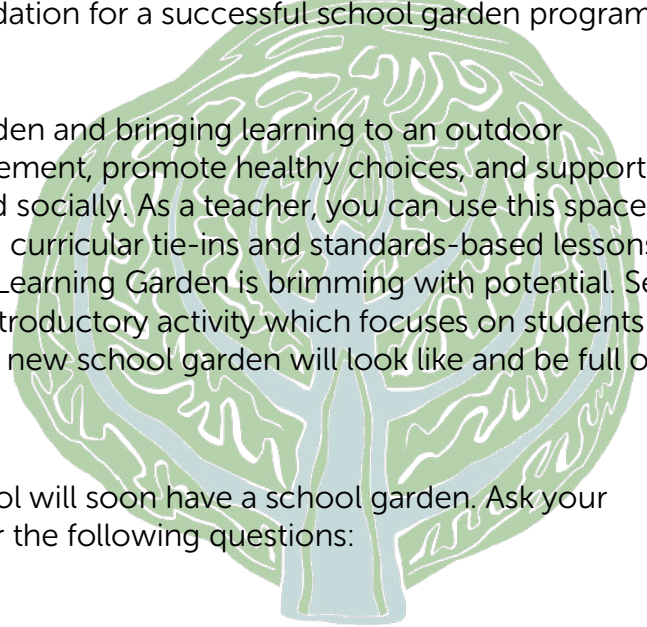 dation for a successful school garden program
den and bringing learning to an outdoor
ement, promote healthy choices, and support
d socially. As a teacher, you can use this space
curricular tie-ins and standards-based lessons
Learning Garden is brimming with potential. Se
troductory activity which focuses on students
new school garden will look like and be full o
ol will soon have a school garden. Ask your
r the following questions: